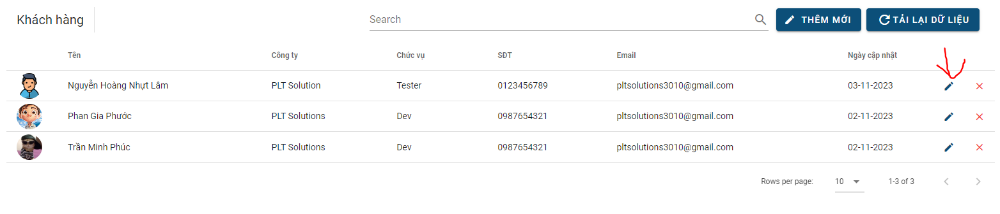 Khách hàng
Search
THÊM MỚI
TẢI LẠI DỮ LIỆU
Tên Công ty Chức vụ SĐT Email Ngày cập nhật
Nguyễn Hoàng Nhựt Lâm PLT Solution Tester 0123456789 pltsolutions3010@gmail.com 03-11-2023
Phan Gia Phước PLT Solutions Dev 0987654321 pltsolutions3010@gmail.com 02-11-2023
Trần Minh Phúc PLT Solutions Dev 0987654321 pltsolutions3010@gmail.com 02-11-2023
Rows per page: 10 1-3 of 3